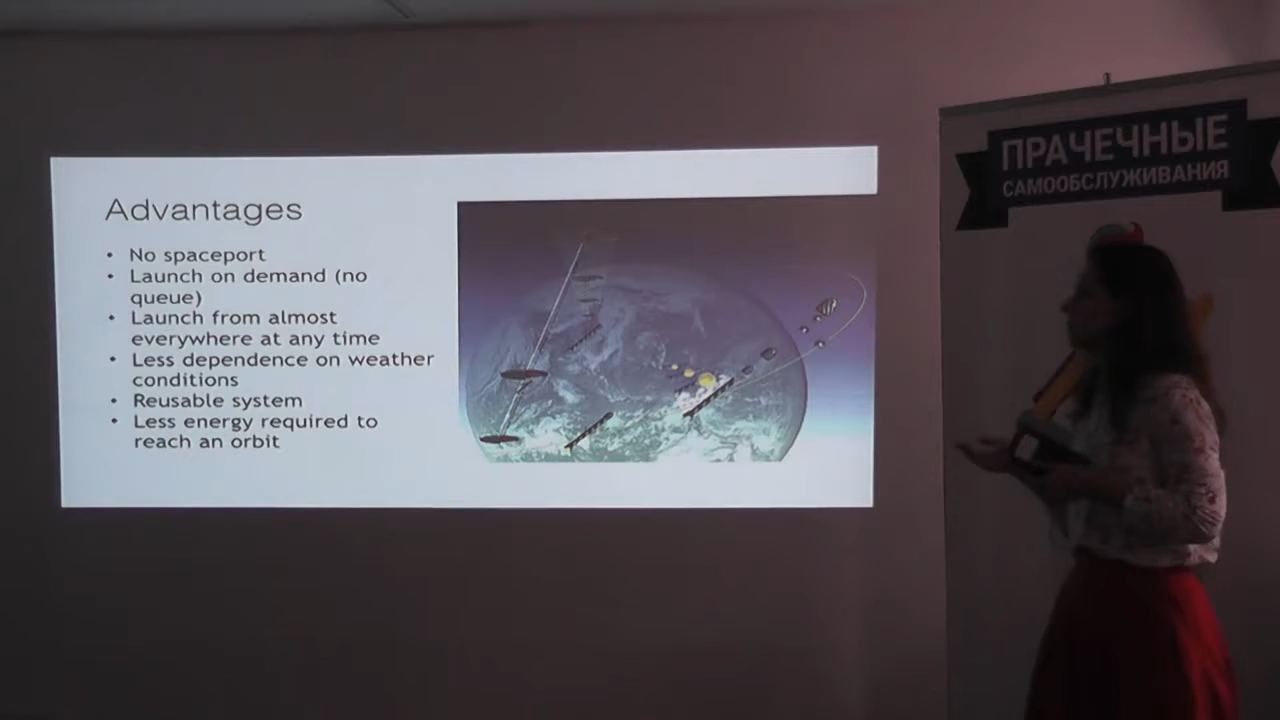 Advantages
• No spaceport
• Launch on demand (no
queue)
• Launch from almost
everywhere at any time
• Less dependence on weather
conditions
• Reusable system
• Less energy required to
reach an orbit
ПРАЧЕЧНЫЕ
САМООБСЛУЖИВАНИЯ